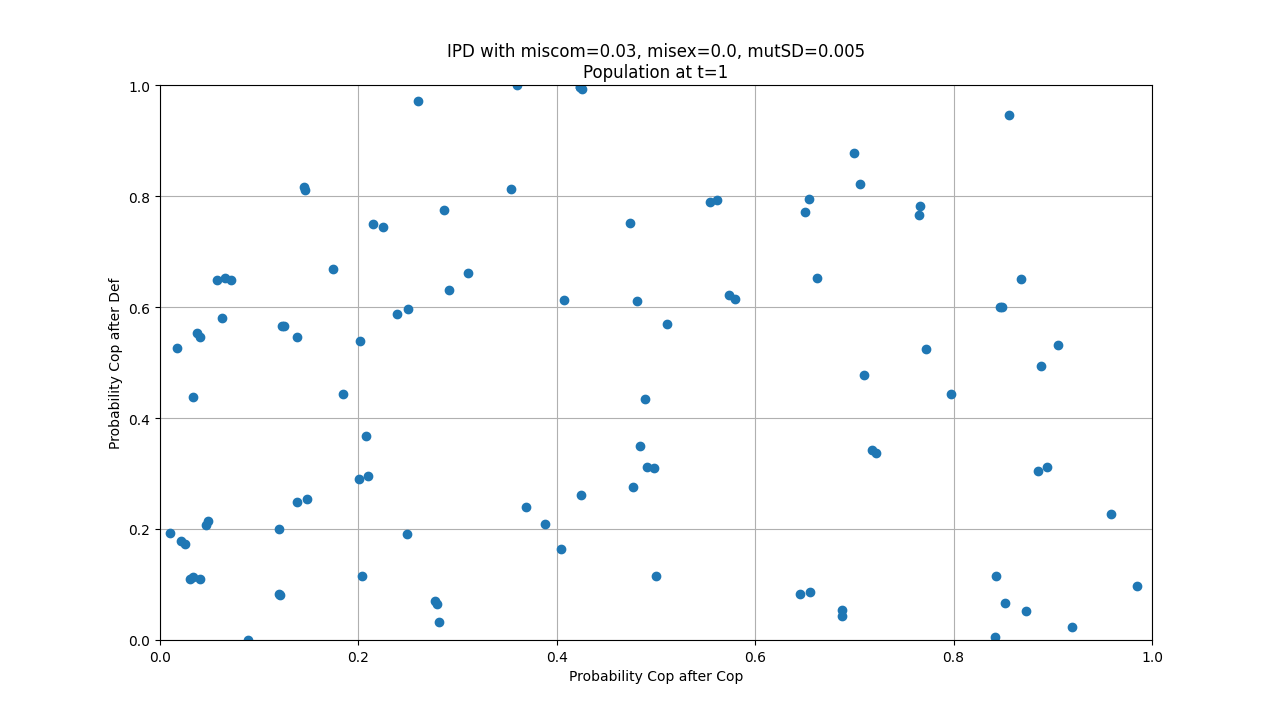 IPD with miscom=0.03, misex=0.0, mutSD=0.005
Population at t=1
1.0
0.8
0.6
0.4
0.2
0.0
Probability Cop after Def
0.0 0.2 0.4 0.6 0.8 1.0
Probability Cop after Cop